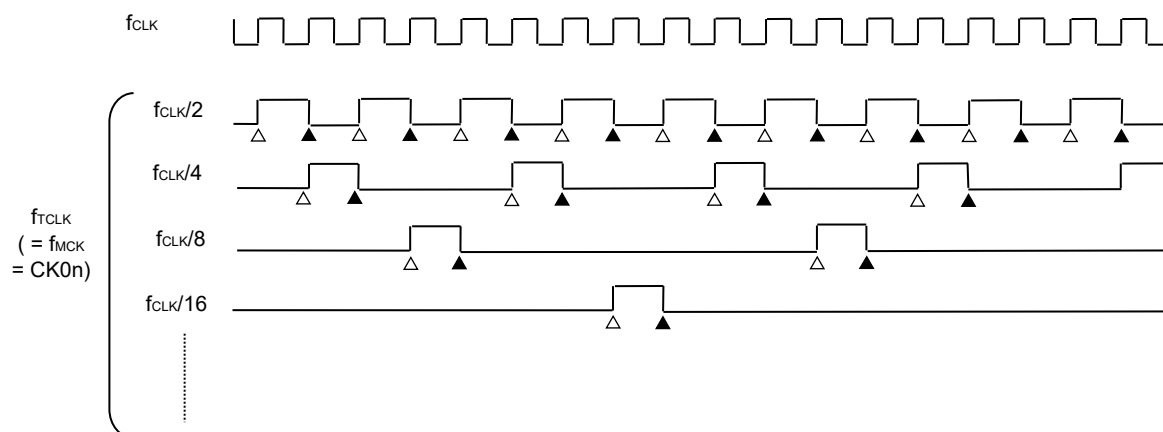 fCLK
fCLK/2
fCLK/4
fTCLK
( = fMCK
= CK0n)
fCLK/8
fCLK/16